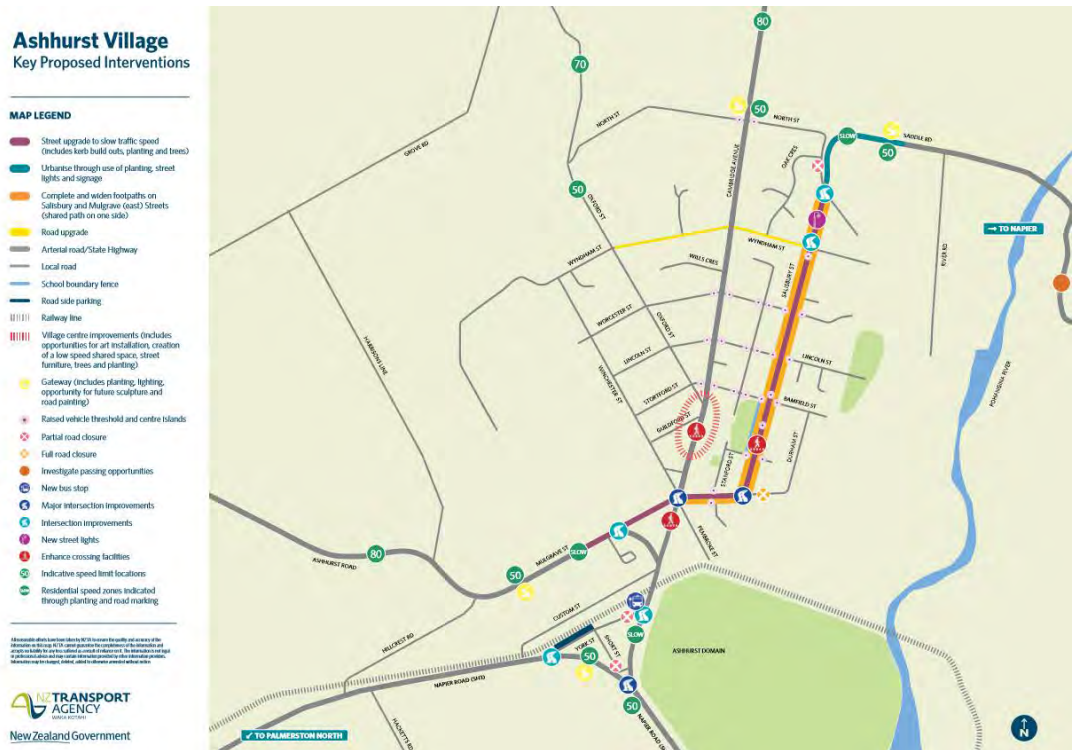 Ashhurst Village
Key Proposed Interventions
MAP LEGEND
Street upgrade to slow traffic speed
(includes kerb build outs, planting and trees)
Urbanise through use of planting, street
lights and signage
Complete and widen footpaths on
Salisbury and Mulgrave (east) Streets
(shared path on one side)
Road upgrade
Arterial road/State Highway
Local road
School boundary fence
Road side parking
Railway line
Village centre improvements (includes
opportunities for art installation, creation
of a low speed shared space, street
furniture, trees and planting)
Gateway (includes planting, lighting,
opportunity for future sculpture and
road painting)
Raised vehicle threshold and centre islands
Partial road closure
Full road closure
Investigate passing opportunities
New bus stop
Major intersection improvements
Intersection improvements
New street lights
Enhance crossing facilities
50
Indicative speed limit locations
Residential speed zones indicated
through planting and road marking
NZTRANSPORT
AGENCY
WAKA KOTAHI
New Zealand Government
80
70
50
NORTH ST
NORTH ST
SLOW
SADDLE RD
50
GROVE RD
OAK CRES
CAMBRIDGE AVENUE
50
OXFORD ST
→ TO NAPIER
RIVER RD
WYNDHAM ST
WYNDHAM ST
WILLS CRES
SALISBURY ST
WORCESTER ST
OXFORD ST
HARRISONS LINE
LINCOLN ST
LINCOLN ST
WINCHESTER ST
STORTFORD ST
BAMFIELD ST
GUILDFORD ST
POHANGINA RIVER
STANFORD ST
DURHAM ST
MULGRAVE ST
SLOW
PEMBROKE ST
80
ASHHURST ROAD
50
CUSTOM ST
SLOW
HILLCREST RD
YORK ST
SHORT ST
50
ASHHURST DOMAIN
NAPIER ROAD (SH3)
50
HACKETTS RD
↙ TO PALMERSTON NORTH
N